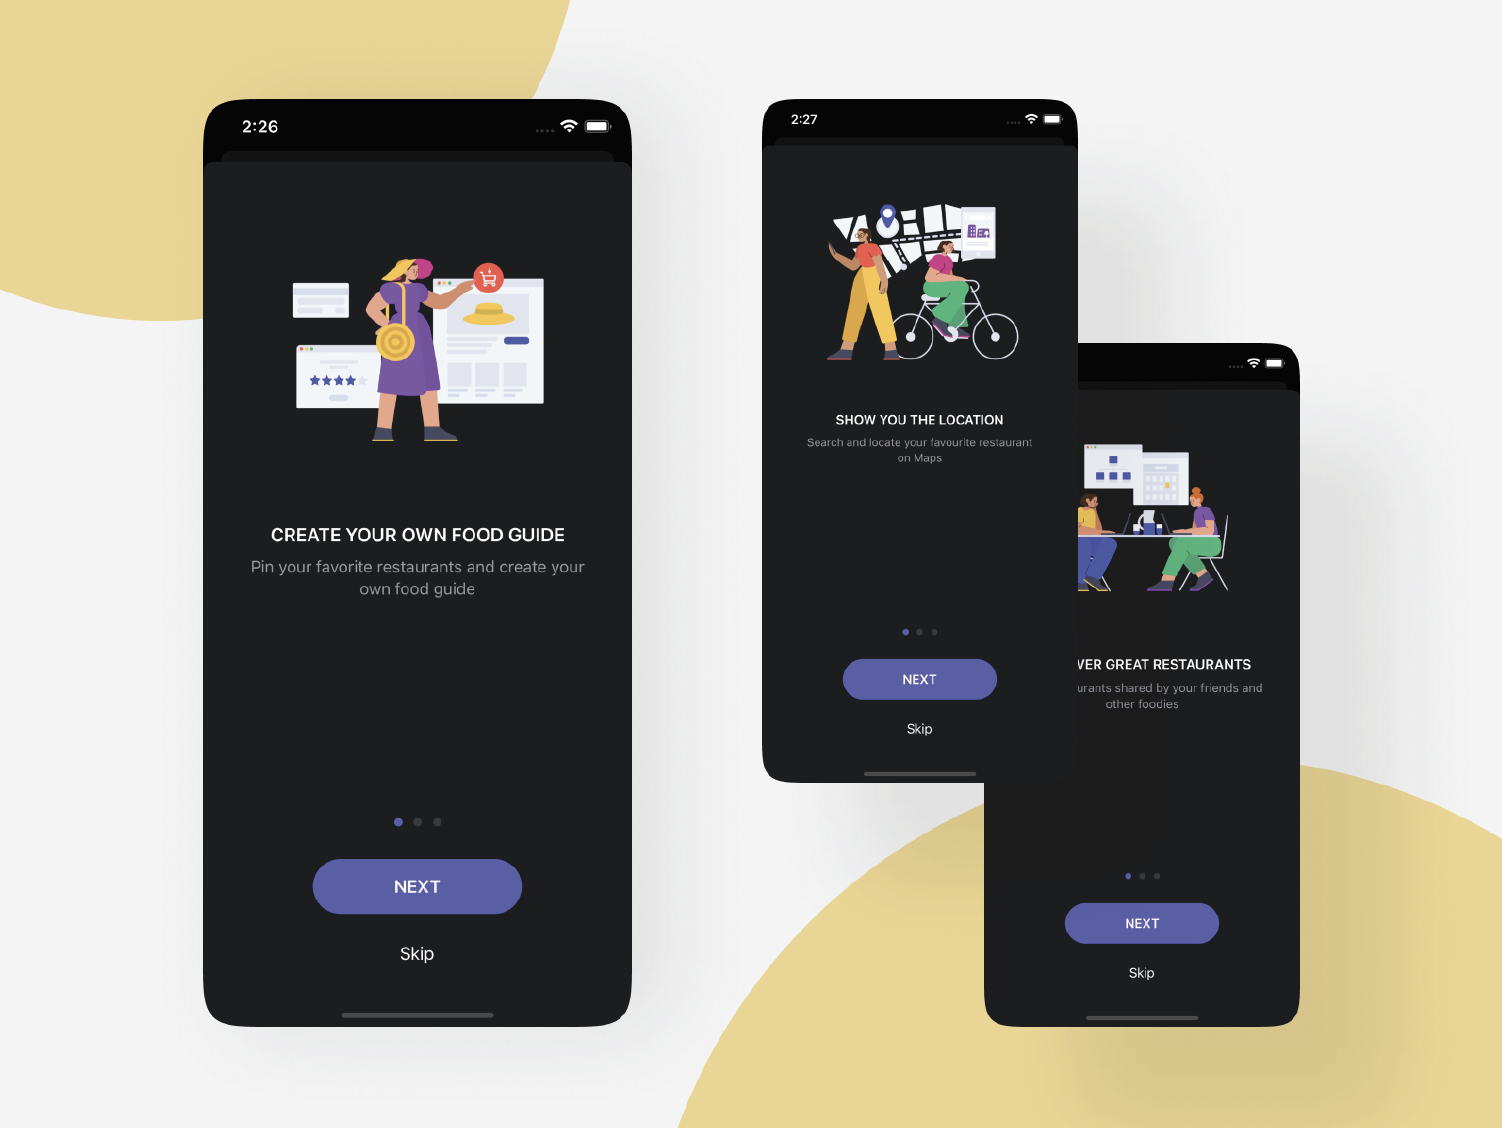 2:26
CREATE YOUR OWN FOOD GUIDE
Pin your favorite restaurants and create your
own food guide
NEXT
Skip
2:27
SHOW YOU THE LOCATION
Search and locate your favourite restaurant
on Maps
NEXT
Skip
VER GREAT RESTAURANTS
urants shared by your friends and
other foodies
NEXT
Skip